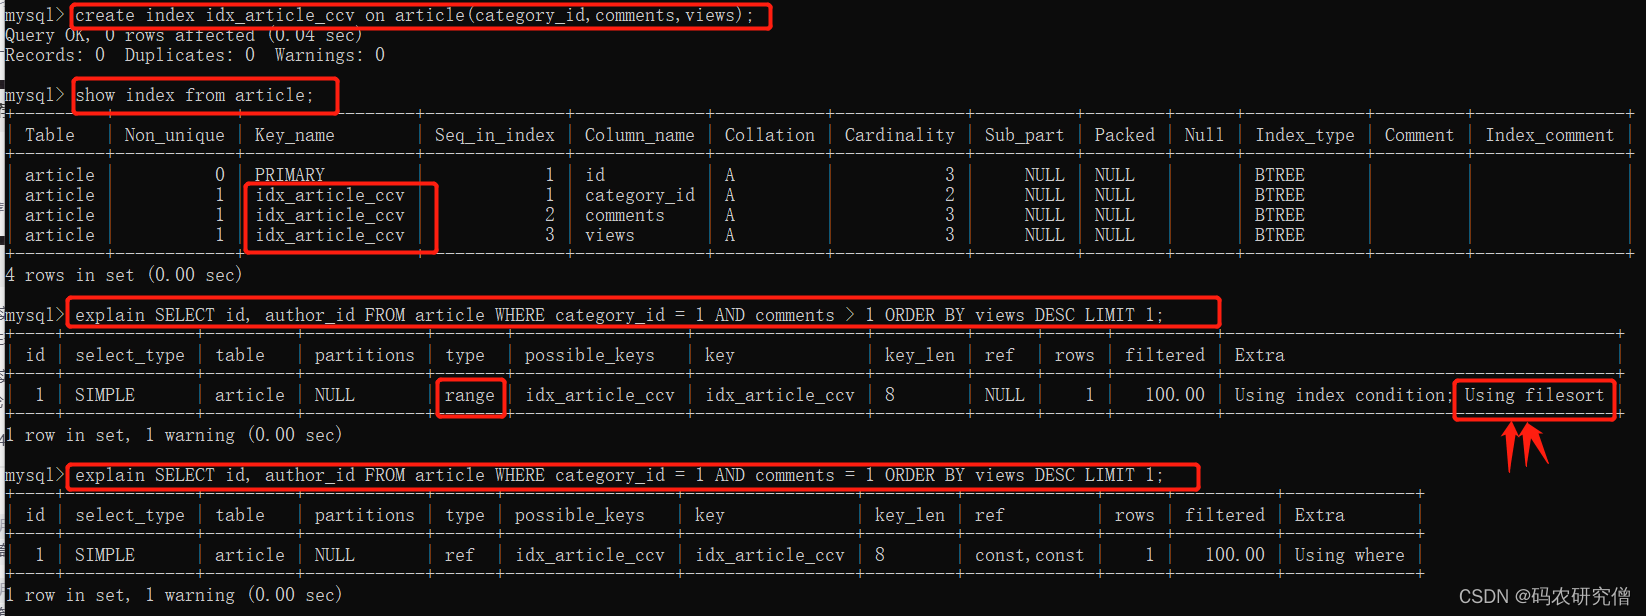 mysql> create index idx_article_ccv on article(category_id,comments,views);
Query OK, 0 rows affected (0.04 sec)
Records: 0  Duplicates: 0  Warnings: 0
mysql> show index from article;
| Table | Non_unique | Key_name | Seq_in_index | Column_name | Collation | Cardinality | Sub_part | Packed | Null | Index_type | Comment | Index_comment |
| article | 0 | PRIMARY | 1 | id | A | 3 | NULL | NULL | | BTREE | | |
| article | 1 | idx_article_ccv | 1 | category_id | A | 2 | NULL | NULL | | BTREE | | |
| article | 1 | idx_article_ccv | 2 | comments | A | 3 | NULL | NULL | | BTREE | | |
| article | 1 | idx_article_ccv | 3 | views | A | 3 | NULL | NULL | | BTREE | | |
4 rows in set (0.00 sec)
mysql> explain SELECT id, author_id FROM article WHERE category_id = 1 AND comments > 1 ORDER BY views DESC LIMIT 1;
| id | select_type | table | partitions | type | possible_keys | key | key_len | ref | rows | filtered | Extra |
| 1 | SIMPLE | article | NULL | range | idx_article_ccv | idx_article_ccv | 8 | NULL | 1 | 100.00 | Using index condition; Using filesort
1 row in set, 1 warning (0.00 sec)
mysql> explain SELECT id, author_id FROM article WHERE category_id = 1 AND comments = 1 ORDER BY views DESC LIMIT 1;
| id | select_type | table | partitions | type | possible_keys | key | key_len | ref | rows | filtered | Extra |
| 1 | SIMPLE | article | NULL | ref | idx_article_ccv | idx_article_ccv | 8 | const,const | 1 | 100.00 | Using where |
1 row in set, 1 warning (0.00 sec)
CSDN @码农研究僧